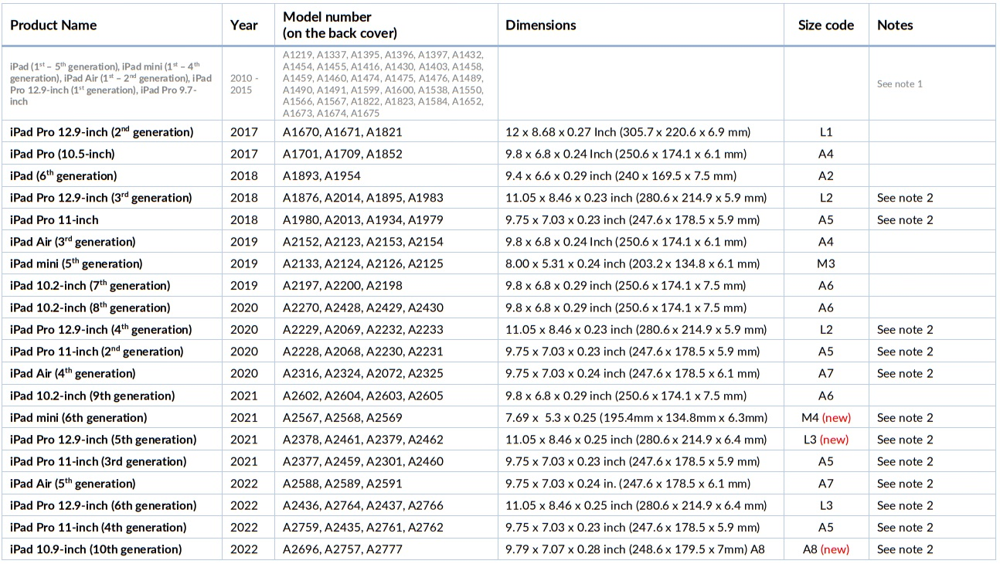 Product Name Year Model number (on the back cover) Dimensions Size code Notes
iPad (1st – 5th generation), iPad mini (1st – 4th generation), iPad Air (1st – 2nd generation), iPad Pro 12.9-inch (1st generation), iPad Pro 9.7-inch 2010 - 2015 A1219, A1337, A1395, A1396, A1397, A1432, A1454, A1455, A1416, A1430, A1403, A1458, A1459, A1460, A1474, A1475, A1476, A1489, A1490, A1491, A1599, A1600, A1538, A1550, A1566, A1567, A1822, A1823, A1584, A1652, A1673, A1674, A1675 See note 1
iPad Pro 12.9-inch (2nd generation) 2017 A1670, A1671, A1821 12 x 8.68 x 0.27 Inch (305.7 x 220.6 x 6.9 mm) L1
iPad Pro (10.5-inch) 2017 A1701, A1709, A1852 9.8 x 6.8 x 0.24 Inch (250.6 x 174.1 x 6.1 mm) A4
iPad (6th generation) 2018 A1893, A1954 9.4 x 6.6 x 0.29 inch (240 x 169.5 x 7.5 mm) A2
iPad Pro 12.9-inch (3rd generation) 2018 A1876, A2014, A1895, A1983 11.05 x 8.46 x 0.23 inch (280.6 x 214.9 x 5.9 mm) L2 See note 2
iPad Pro 11-inch 2018 A1980, A2013, A1934, A1979 9.75 x 7.03 x 0.23 inch (247.6 x 178.5 x 5.9 mm) A5 See note 2
iPad Air (3rd generation) 2019 A2152, A2123, A2153, A2154 9.8 x 6.8 x 0.24 Inch (250.6 x 174.1 x 6.1 mm) A4
iPad mini (5th generation) 2019 A2133, A2124, A2126, A2125 8.00 x 5.31 x 0.24 inch (203.2 x 134.8 x 6.1 mm) M3
iPad 10.2-inch (7th generation) 2019 A2197, A2200, A2198 9.8 x 6.8 x 0.29 inch (250.6 x 174.1 x 7.5 mm) A6
iPad 10.2-inch (8th generation) 2020 A2270, A2428, A2429, A2430 9.8 x 6.8 x 0.29 inch (250.6 x 174.1 x 7.5 mm) A6
iPad Pro 12.9-inch (4th generation) 2020 A2229, A2069, A2232, A2233 11.05 x 8.46 x 0.23 inch (280.6 x 214.9 x 5.9 mm) L2 See note 2
iPad Pro 11-inch (2nd generation) 2020 A2228, A2068, A2230, A2231 9.75 x 7.03 x 0.23 inch (247.6 x 178.5 x 5.9 mm) A5 See note 2
iPad Air (4th generation) 2020 A2316, A2324, A2072, A2325 9.75 x 7.03 x 0.24 inch (247.6 x 178.5 x 6.1 mm) A7 See note 2
iPad 10.2-inch (9th generation) 2021 A2602, A2604, A2603, A2605 9.8 x 6.8 x 0.29 inch (250.6 x 174.1 x 7.5 mm) A6
iPad mini (6th generation) 2021 A2567, A2568, A2569 7.69 x 5.3 x 0.25 (195.4mm x 134.8mm x 6.3mm) M4 (new) See note 2
iPad Pro 12.9-inch (5th generation) 2021 A2378, A2461, A2379, A2462 11.05 x 8.46 x 0.25 inch (280.6 x 214.9 x 6.4 mm) L3 (new) See note 2
iPad Pro 11-inch (3rd generation) 2021 A2377, A2459, A2301, A2460 9.75 x 7.03 x 0.23 inch (247.6 x 178.5 x 5.9 mm) A5 See note 2
iPad Air (5th generation) 2022 A2588, A2589, A2591 9.75 x 7.03 x 0.24 in. (247.6 x 178.5 x 6.1 mm) A7 See note 2
iPad Pro 12.9-inch (6th generation) 2022 A2436, A2764, A2437, A2766 11.05 x 8.46 x 0.25 inch (280.6 x 214.9 x 6.4 mm) L3 See note 2
iPad Pro 11-inch (4th generation) 2022 A2759, A2435, A2761, A2762 9.75 x 7.03 x 0.23 inch (247.6 x 178.5 x 5.9 mm) A5 See note 2
iPad 10.9-inch (10th generation) 2022 A2696, A2757, A2777 9.79 x 7.07 x 0.28 inch (248.6 x 179.5 x 7mm) A8 A8 (new) See note 2